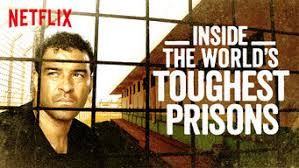 NETFLIX
INSIDE
THE WORLD'S
TOUGHEST
PRISONS